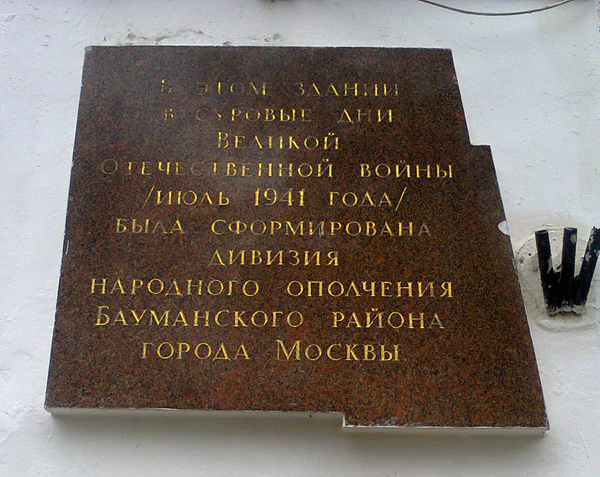 В этом здании
в суровые дни
Великой
Отечественной войны
/июль 1941 года/
была сформирована
дивизия
народного ополчения
Бауманского района
города Москвы